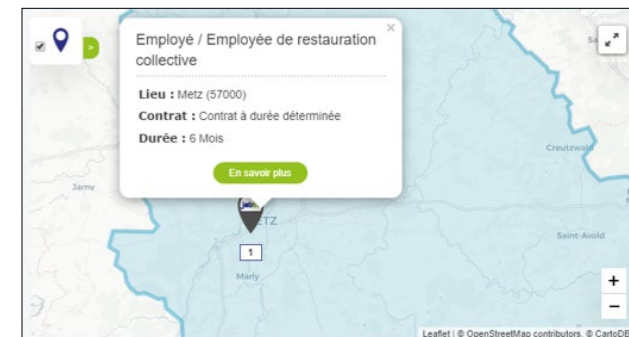 >
Employé / Employée de restauration
collective
×
Lieu : Metz (57000)
Contrat : Contrat à durée déterminée
Durée : 6 Mois
En savoir plus
Creutzwald
Jarny
Saint-Avold
1
Marly
+
−
Leaflet | © OpenStreetMap contributors, © CartoDB